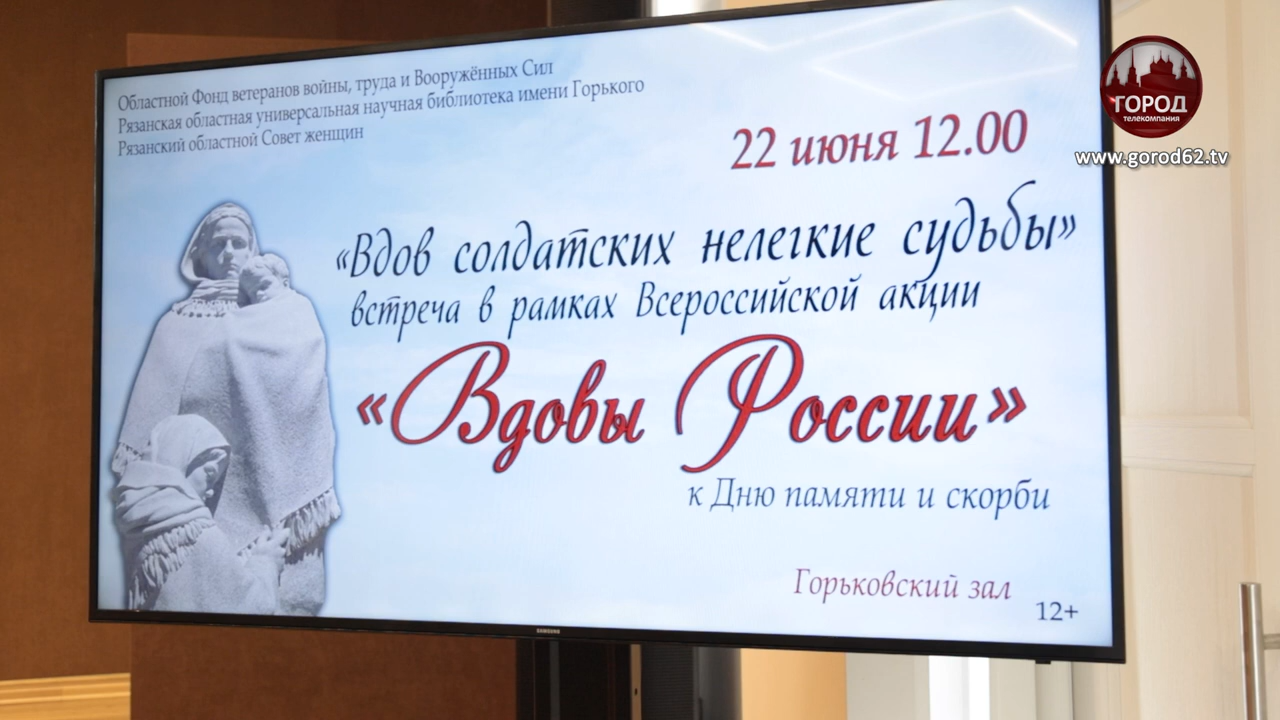 Областной Фонд ветеранов войны, труда и Вооружённых Сил
Рязанская областная универсальная научная библиотека имени Горького
Рязанский областной Совет женщин
22 июня 12.00
«Вдов солдатских нелегкие судьбы»
встреча в рамках Всероссийской акции
«Вдовы России»
к Дню памяти и скорби
Горьковский зал
12+
SAMSUNG
ГОРОД
телекомпания
www.gorod62.tv